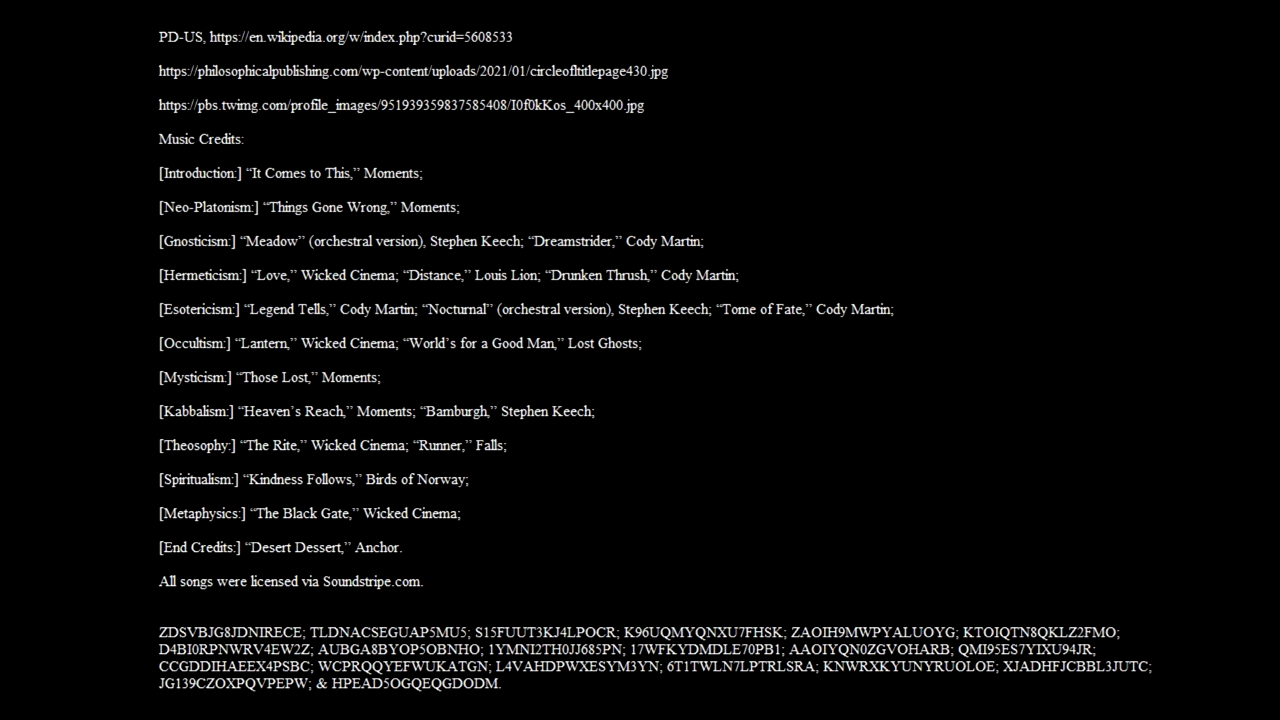 PD-US, https://en.wikipedia.org/w/index.php?curid=5608533
https://philosophicalpublishing.com/wp-content/uploads/2021/01/circleofltitlepage430.jpg
https://pbs.twimg.com/profile_images/951939359837585408/I0f0kKos_400x400.jpg
Music Credits:
[Introduction:] “It Comes to This,” Moments;
[Neo-Platonism:] “Things Gone Wrong,” Moments;
[Gnosticism:] “Meadow” (orchestral version), Stephen Keech; “Dreamstrider,” Cody Martin;
[Hermeticism:] “Love,” Wicked Cinema; “Distance,” Louis Lion; “Drunken Thrush,” Cody Martin;
[Esotericism:] “Legend Tells,” Cody Martin; “Nocturnal” (orchestral version), Stephen Keech; “Tome of Fate,” Cody Martin;
[Occultism:] “Lantern,” Wicked Cinema; “World’s for a Good Man,” Lost Ghosts;
[Mysticism:] “Those Lost,” Moments;
[Kabbalism:] “Heaven’s Reach,” Moments; “Bamburgh,” Stephen Keech;
[Theosophy:] “The Rite,” Wicked Cinema; “Runner,” Falls;
[Spiritualism:] “Kindness Follows,” Birds of Norway;
[Metaphysics:] “The Black Gate,” Wicked Cinema;
[End Credits:] “Desert Dessert,” Anchor.
All songs were licensed via Soundstripe.com.
ZDSVBJG8JDNIRECE; TLDNACSEGUAP5MU5; S15FUUT3KJ4LPOCR; K96UQMYQNXU7FHSK; ZAOIH9MWPYALUOYG; KTOIQTN8QKLZ2FMO;
D4BI0RPNWRV4EW2Z; AUBGA8BYOP5OBNHO; 1YMNI2TH0JJ685PN; 17WFKYDMDLE70PB1; AAOIYQN0ZGVOHARB; QMI95ES7YIXU94JR;
CCGDDIHAEEX4PSBC; WCPRQQYEFWUKATGN; L4VAHDPWXESYM3YN; 6T1TWLN7LPTRLSRA; KNWRXKYUNYRUOLOE; XJADHFJCBBL3JUTC;
JG139CZOXPQVPEPW; & HPEAD5OGQEQGDODM.